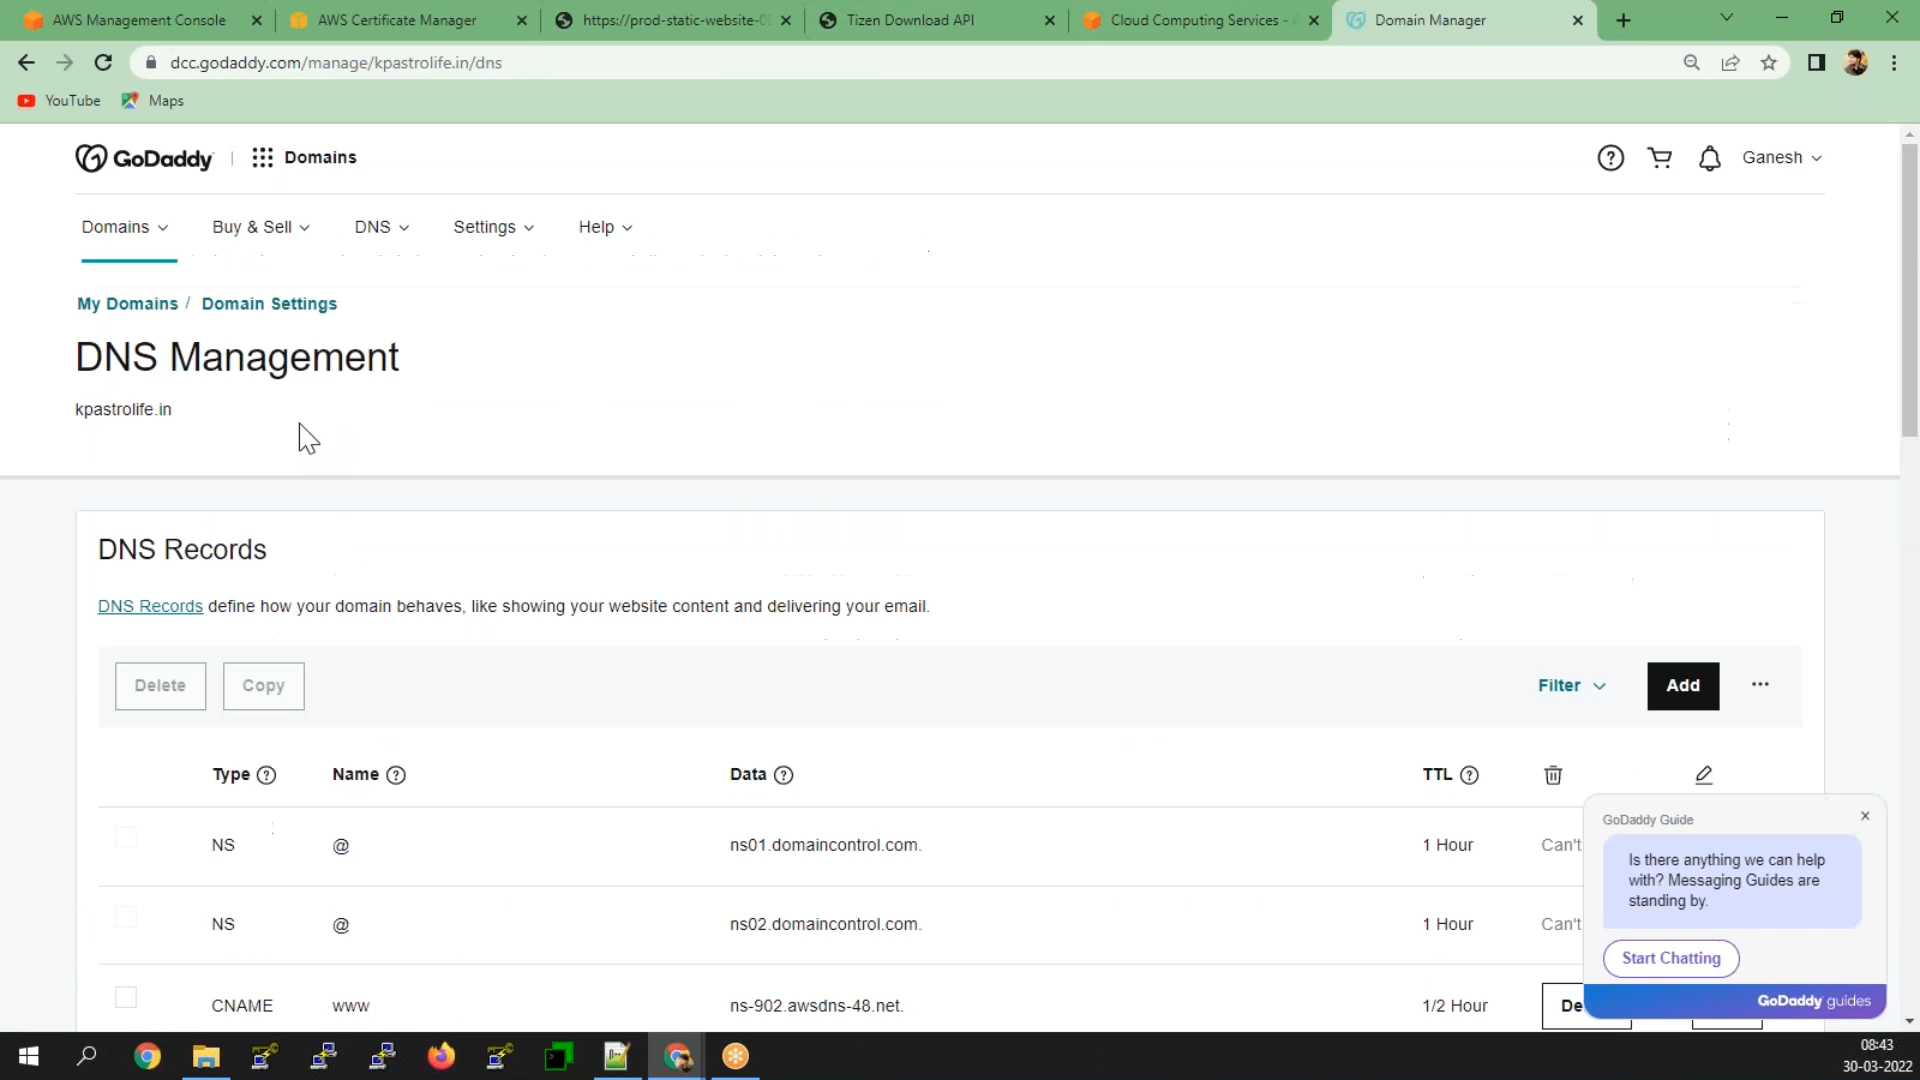 AWS Management Console
AWS Certificate Manager
https://prod-static-website-0
Tizen Download API
Cloud Computing Services -
Domain Manager
dcc.godaddy.com/manage/kpastrolife.in/dns
YouTube
Maps
GoDaddy
Domains
Ganesh
Domains
Buy & Sell
DNS
Settings
Help
My Domains / Domain Settings
DNS Management
kpastrolife.in
DNS Records
DNS Records define how your domain behaves, like showing your website content and delivering your email.
Delete
Copy
Filter
Add
Type
Name
Data
TTL
NS
@
ns01.domaincontrol.com.
1 Hour
Can't
NS
@
ns02.domaincontrol.com.
1 Hour
Can't
CNAME
www
ns-902.awsdns-48.net.
1/2 Hour
De
GoDaddy Guide
Is there anything we can help
with? Messaging Guides are
standing by.
Start Chatting
GoDaddy guides
08:43
30-03-2022